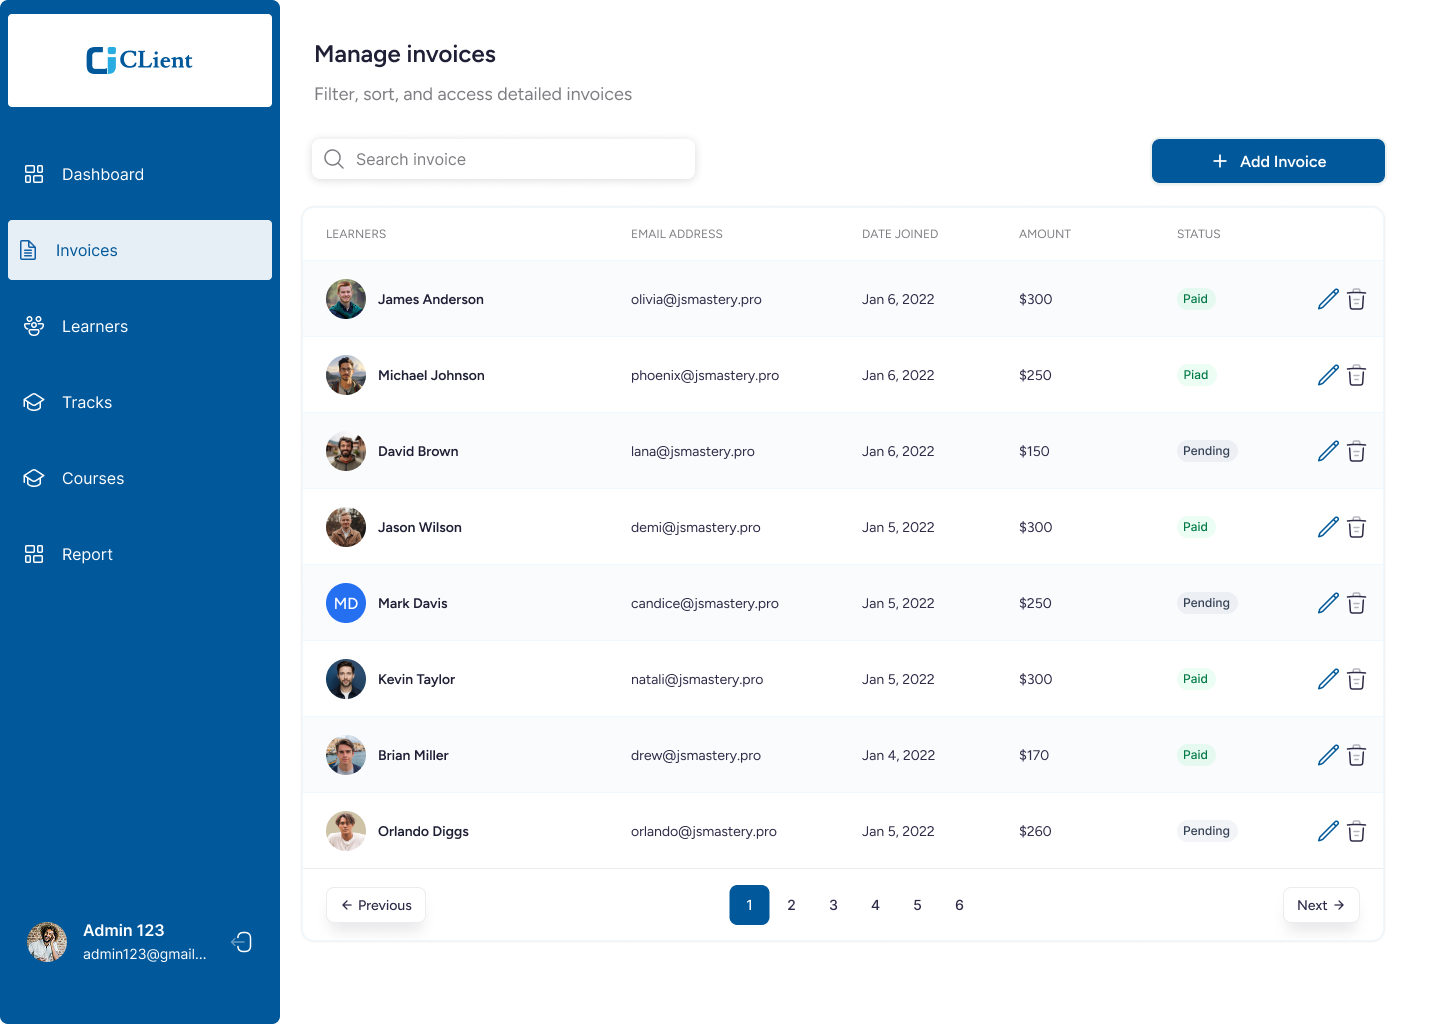 CLient
Dashboard
Invoices
Learners
Tracks
Courses
Report
Admin 123
admin123@gmail...
Manage invoices
Filter, sort, and access detailed invoices
Search invoice
Add Invoice
LEARNERS EMAIL ADDRESS DATE JOINED AMOUNT STATUS
James Anderson olivia@jsmastery.pro Jan 6, 2022 $300 Paid
Michael Johnson phoenix@jsmastery.pro Jan 6, 2022 $250 Piad
David Brown lana@jsmastery.pro Jan 6, 2022 $150 Pending
Jason Wilson demi@jsmastery.pro Jan 5, 2022 $300 Paid
MD Mark Davis candice@jsmastery.pro Jan 5, 2022 $250 Pending
Kevin Taylor natali@jsmastery.pro Jan 5, 2022 $300 Paid
Brian Miller drew@jsmastery.pro Jan 4, 2022 $170 Paid
Orlando Diggs orlando@jsmastery.pro Jan 5, 2022 $260 Pending
← Previous 1 2 3 4 5 6 Next →